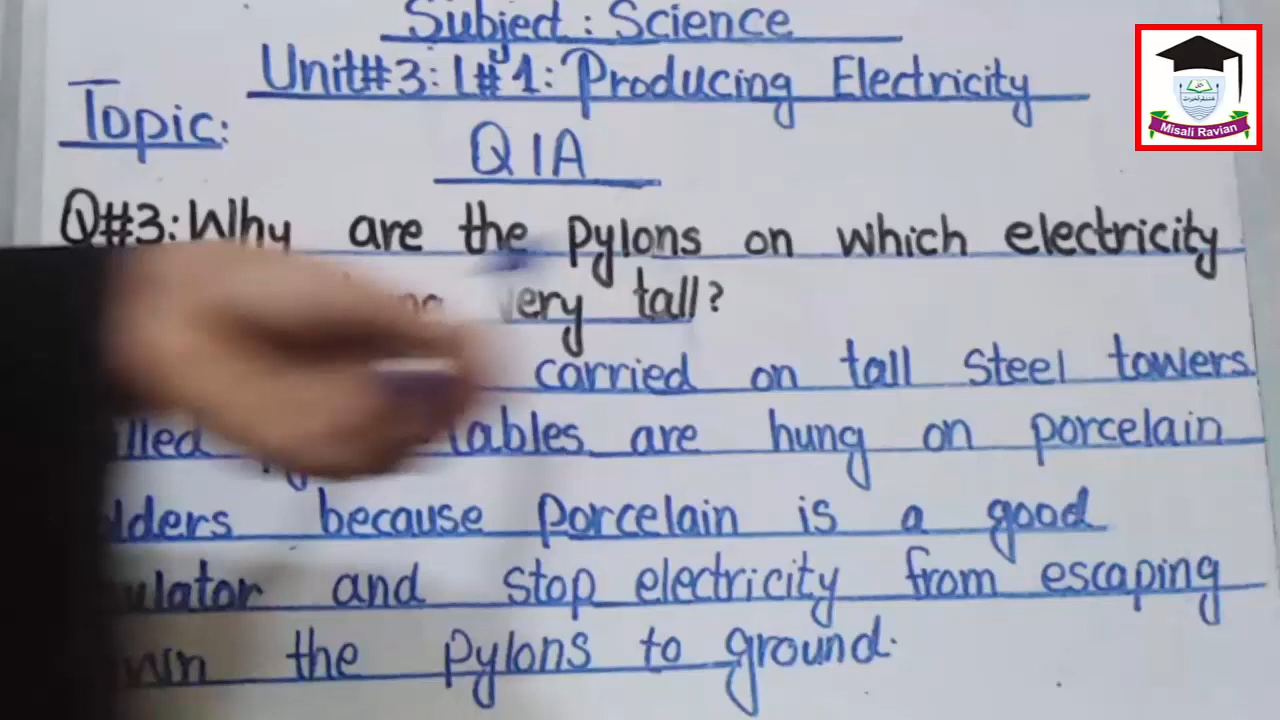 Subject: Science
Unit#3: L#1: Producing Electricity
Topic:
Q1A
Q#3: Why are the pylons on which electricity
very tall?
carried on tall steel towers.
are hung on porcelain
because porcelain is a good
and stop electricity from escaping
the pylons to ground.
Misali Ravian